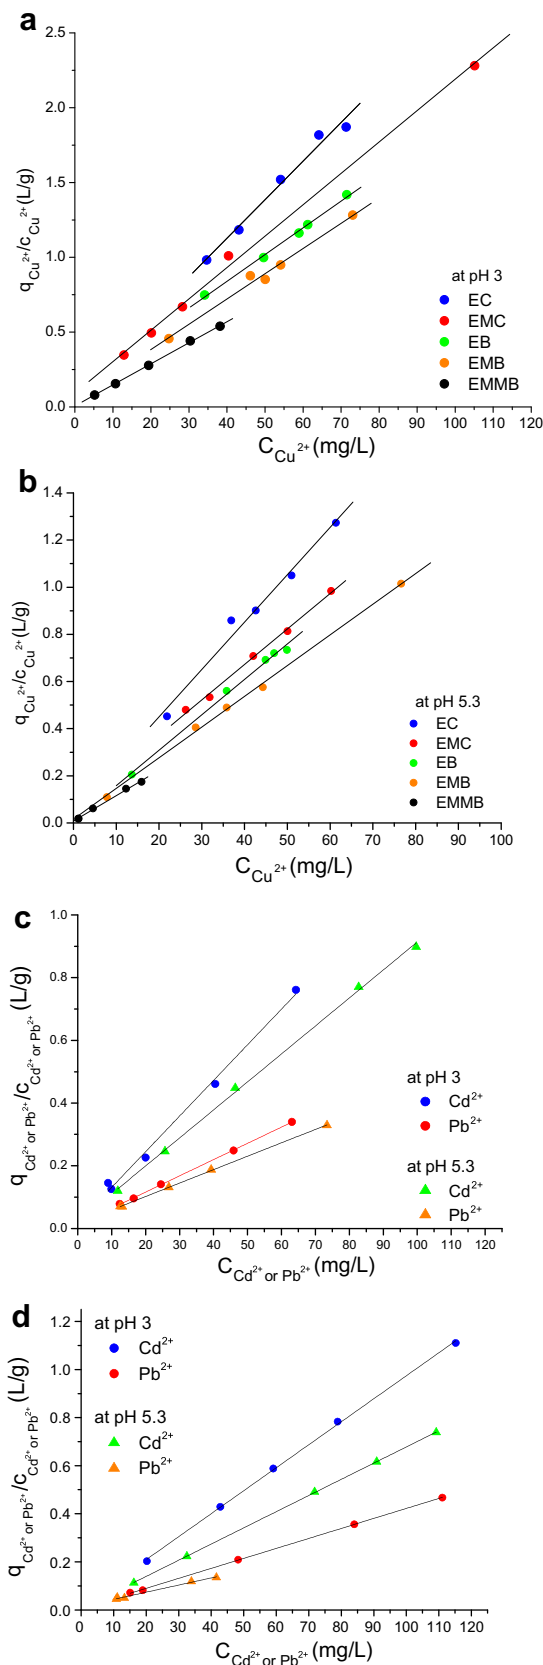 a
q Cu²⁺/c Cu²⁺ (L/g)
2.5
2.0
1.5
1.0
0.5
0.0
at pH 3
EC
EMC
EB
EMB
EMMB
0 10 20 30 40 50 60 70 80 90 100 110 120
C Cu²⁺ (mg/L)
b
q Cu²⁺/c Cu²⁺ (L/g)
1.4
1.2
1.0
0.8
0.6
0.4
0.2
0.0
at pH 5.3
EC
EMC
EB
EMB
EMMB
0 10 20 30 40 50 60 70 80 90 100
C Cu²⁺ (mg/L)
c
q Cd²⁺ or Pb²⁺/c Cd²⁺ or Pb²⁺ (L/g)
1.0
0.8
0.6
0.4
0.2
0.0
at pH 3
Cd²⁺
Pb²⁺
at pH 5.3
Cd²⁺
Pb²⁺
0 10 20 30 40 50 60 70 80 90 100 110 120
C Cd²⁺ or Pb²⁺ (mg/L)
d
q Cd²⁺ or Pb²⁺/c Cd²⁺ or Pb²⁺ (L/g)
1.2
1.0
0.8
0.6
0.4
0.2
0.0
at pH 3
Cd²⁺
Pb²⁺
at pH 5.3
Cd²⁺
Pb²⁺
0 10 20 30 40 50 60 70 80 90 100 110 120
C Cd²⁺ or Pb²⁺ (mg/L)